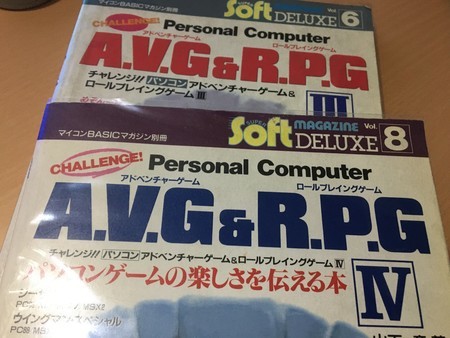 マイコンBASICマガジン別冊
SUPER Soft MAGAZINE DELUXE Vol. 6
CHALLENGE! Personal Computer
アドベンチャーゲーム ロールプレイングゲーム
A.V.G&R.P.G
チャレンジ!! パソコン アドベンチャーゲーム&
ロールプレイングゲーム III
III
マイコンBASICマガジン別冊
SUPER Soft MAGAZINE DELUXE Vol. 8
CHALLENGE! Personal Computer
アドベンチャーゲーム ロールプレイングゲーム
A.V.G&R.P.G
チャレンジ!! パソコン アドベンチャーゲーム&ロールプレイングゲーム IV
パソコンゲームの楽しさを伝える本
IV
ウイングマン・スペシャル